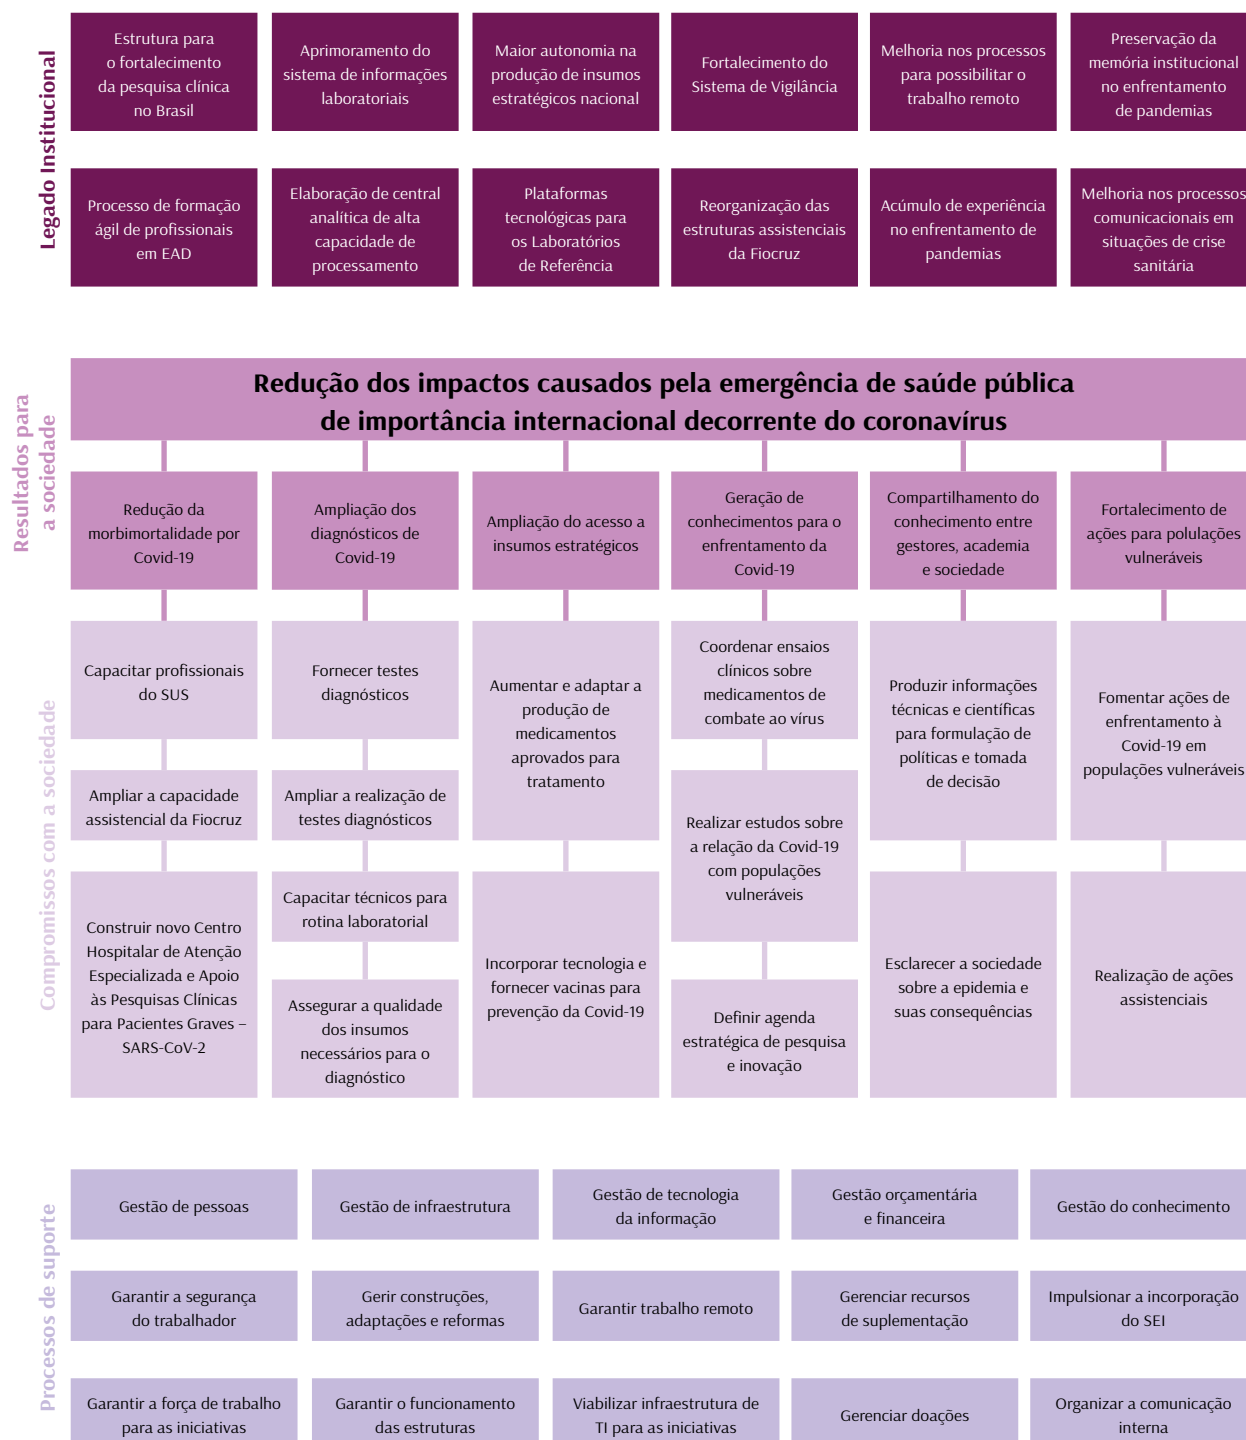 Legado Institucional
Estrutura para
o fortalecimento
da pesquisa clínica
no Brasil
Aprimoramento do
sistema de informações
laboratoriais
Maior autonomia na
produção de insumos
estratégicos nacional
Fortalecimento do
Sistema de Vigilância
Melhoria nos processos
para possibilitar o
trabalho remoto
Preservação da
memória institucional
no enfrentamento
de pandemias
Processo de formação
ágil de profissionais
em EAD
Elaboração de central
analítica de alta
capacidade de
processamento
Plataformas
tecnológicas para
os Laboratórios
de Referência
Reorganização das
estruturas assistenciais
da Fiocruz
Acúmulo de experiência
no enfrentamento de
pandemias
Melhoria nos processos
comunicacionais em
situações de crise
sanitária
Resultados para
a sociedade
Redução dos impactos causados pela emergência de saúde pública
de importância internacional decorrente do coronavírus
Redução da
morbimortalidade por
Covid-19
Ampliação dos
diagnósticos de
Covid-19
Ampliação do acesso a
insumos estratégicos
Geração de
conhecimentos para o
enfrentamento da
Covid-19
Compartilhamento do
conhecimento entre
gestores, academia
e sociedade
Fortalecimento de
ações para polulações
vulneráveis
Compromissos com a sociedade
Capacitar profissionais
do SUS
Ampliar a capacidade
assistencial da Fiocruz
Construir novo Centro
Hospitalar de Atenção
Especializada e Apoio
às Pesquisas Clínicas
para Pacientes Graves –
SARS-CoV-2
Fornecer testes
diagnósticos
Ampliar a realização de
testes diagnósticos
Capacitar técnicos para
rotina laboratorial
Assegurar a qualidade
dos insumos
necessários para o
diagnóstico
Aumentar e adaptar a
produção de
medicamentos
aprovados para
tratamento
Incorporar tecnologia e
fornecer vacinas para
prevenção da Covid-19
Coordenar ensaios
clínicos sobre
medicamentos de
combate ao vírus
Realizar estudos sobre
a relação da Covid-19
com populações
vulneráveis
Definir agenda
estratégica de pesquisa
e inovação
Produzir informações
técnicas e científicas
para formulação de
políticas e tomada
de decisão
Esclarecer a sociedade
sobre a epidemia e
suas consequências
Fomentar ações de
enfrentamento à
Covid-19 em
populações vulneráveis
Realização de ações
assistenciais
Processos de suporte
Gestão de pessoas
Gestão de infraestrutura
Gestão de tecnologia
da informação
Gestão orçamentária
e financeira
Gestão do conhecimento
Garantir a segurança
do trabalhador
Gerir construções,
adaptações e reformas
Garantir trabalho remoto
Gerenciar recursos
de suplementação
Impulsionar a incorporação
do SEI
Garantir a força de trabalho
para as iniciativas
Garantir o funcionamento
das estruturas
Viabilizar infraestrutura de
TI para as iniciativas
Gerenciar doações
Organizar a comunicação
interna